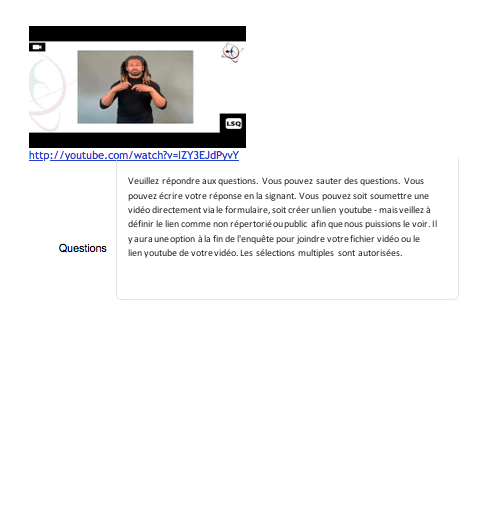 LSQ
http://youtube.com/watch?v=IZY3EJdPyvY
Veuillez répondre aux questions. Vous pouvez sauter des questions. Vous
pouvez écrire votre réponse en la signant. Vous pouvez soit soumettre une
vidéo directement via le formulaire, soit créer un lien youtube - mais veillez à
définir le lien comme non répertorié ou public afin que nous puissions le voir. Il
y aura une option à la fin de l'enquête pour joindre votre fichier vidéo ou le
lien youtube de votre vidéo. Les sélections multiples sont autorisées.
Questions